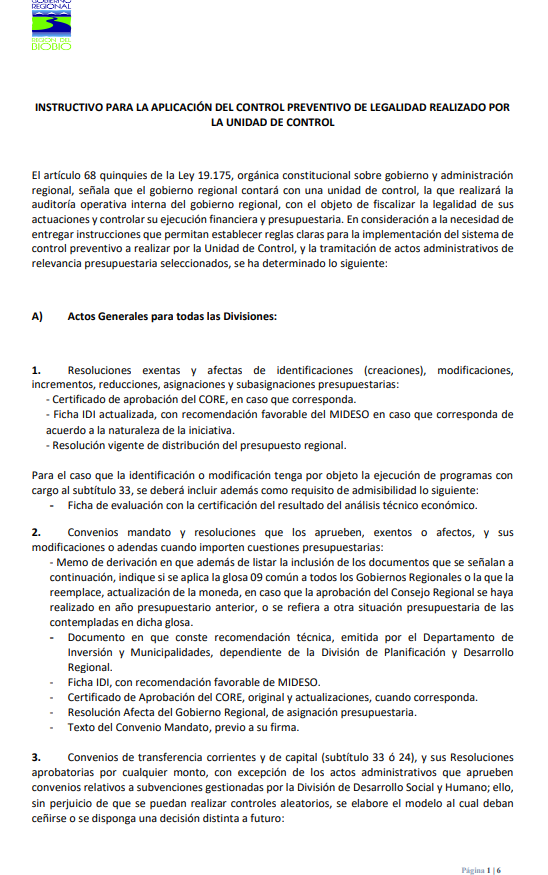 GOBIERNO
REGIONAL
REGIÓN DEL
BIOBIO
INSTRUCTIVO PARA LA APLICACIÓN DEL CONTROL PREVENTIVO DE LEGALIDAD REALIZADO POR
LA UNIDAD DE CONTROL
El artículo 68 quinquies de la Ley 19.175, orgánica constitucional sobre gobierno y administración
regional, señala que el gobierno regional contará con una unidad de control, la que realizará la
auditoría operativa interna del gobierno regional, con el objeto de fiscalizar la legalidad de sus
actuaciones y controlar su ejecución financiera y presupuestaria. En consideración a la necesidad de
entregar instrucciones que permitan establecer reglas claras para la implementación del sistema de
control preventivo a realizar por la Unidad de Control, y la tramitación de actos administrativos de
relevancia presupuestaria seleccionados, se ha determinado lo siguiente:
A) Actos Generales para todas las Divisiones:
1. Resoluciones exentas y afectas de identificaciones (creaciones), modificaciones,
incrementos, reducciones, asignaciones y subasignaciones presupuestarias:
- Certificado de aprobación del CORE, en caso que corresponda.
- Ficha IDI actualizada, con recomendación favorable del MIDESO en caso que corresponda de
acuerdo a la naturaleza de la iniciativa.
- Resolución vigente de distribución del presupuesto regional.
Para el caso que la identificación o modificación tenga por objeto la ejecución de programas con
cargo al subtítulo 33, se deberá incluir además como requisito de admisibilidad lo siguiente:
- Ficha de evaluación con la certificación del resultado del análisis técnico económico.
2. Convenios mandato y resoluciones que los aprueben, exentos o afectos, y sus
modificaciones o adendas cuando importen cuestiones presupuestarias:
- Memo de derivación en que además de listar la inclusión de los documentos que se señalan a
continuación, indique si se aplica la glosa 09 común a todos los Gobiernos Regionales o la que la
reemplace, actualización de la moneda, en caso que la aprobación del Consejo Regional se haya
realizado en año presupuestario anterior, o se refiera a otra situación presupuestaria de las
contempladas en dicha glosa.
- Documento en que conste recomendación técnica, emitida por el Departamento de
Inversión y Municipalidades, dependiente de la División de Planificación y Desarrollo
Regional.
- Ficha IDI, con recomendación favorable de MIDESO.
- Certificado de Aprobación del CORE, original y actualizaciones, cuando corresponda.
- Resolución Afecta del Gobierno Regional, de asignación presupuestaria.
- Texto del Convenio Mandato, previo a su firma.
3. Convenios de transferencia corrientes y de capital (subtítulo 33 ó 24), y sus Resoluciones
aprobatorias por cualquier monto, con excepción de los actos administrativos que aprueben
convenios relativos a subvenciones gestionadas por la División de Desarrollo Social y Humano; ello,
sin perjuicio de que se puedan realizar controles aleatorios, se elabore el modelo al cual deban
ceñirse o se disponga una decisión distinta a futuro:
Página 1 | 6